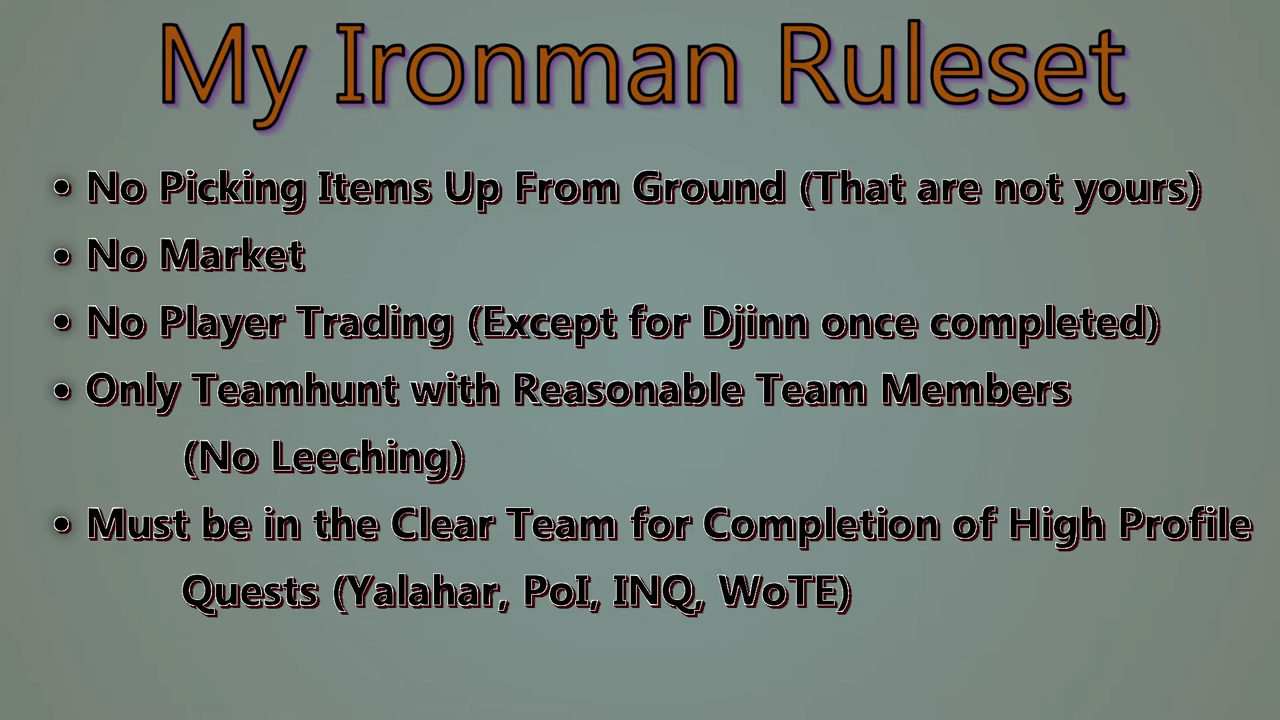 My Ironman Ruleset
• No Picking Items Up From Ground (That are not yours)
• No Market
• No Player Trading (Except for Djinn once completed)
• Only Teamhunt with Reasonable Team Members
(No Leeching)
• Must be in the Clear Team for Completion of High Profile
Quests (Yalahar, PoI, INQ, WoTE)